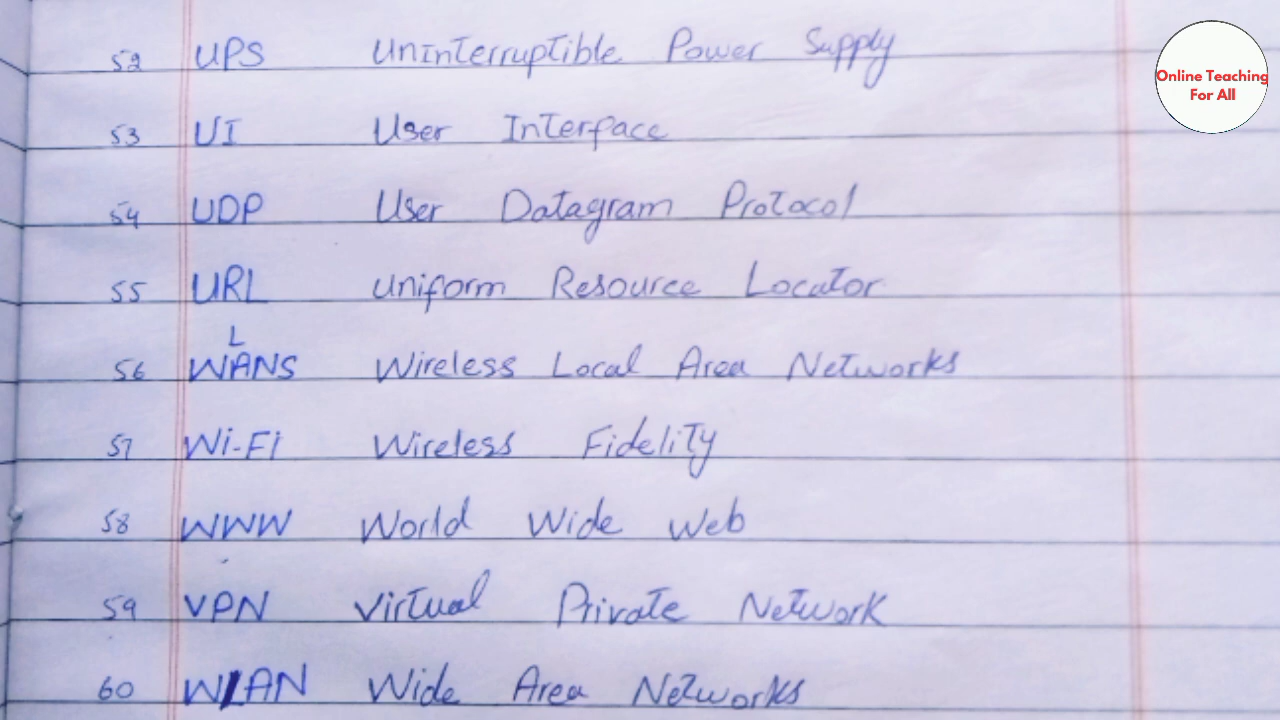 52 UPS Uninterruptible Power Supply
53 UI User Interface
54 UDP User Datagram Protocol
55 URL Uniform Resource Locator
56 WLANS Wireless Local Area Networks
57 Wi-Fi Wireless Fidelity
58 WWW World Wide Web
59 VPN Virtual Private Network
60 WLAN Wide Area Networks
Online Teaching
For All